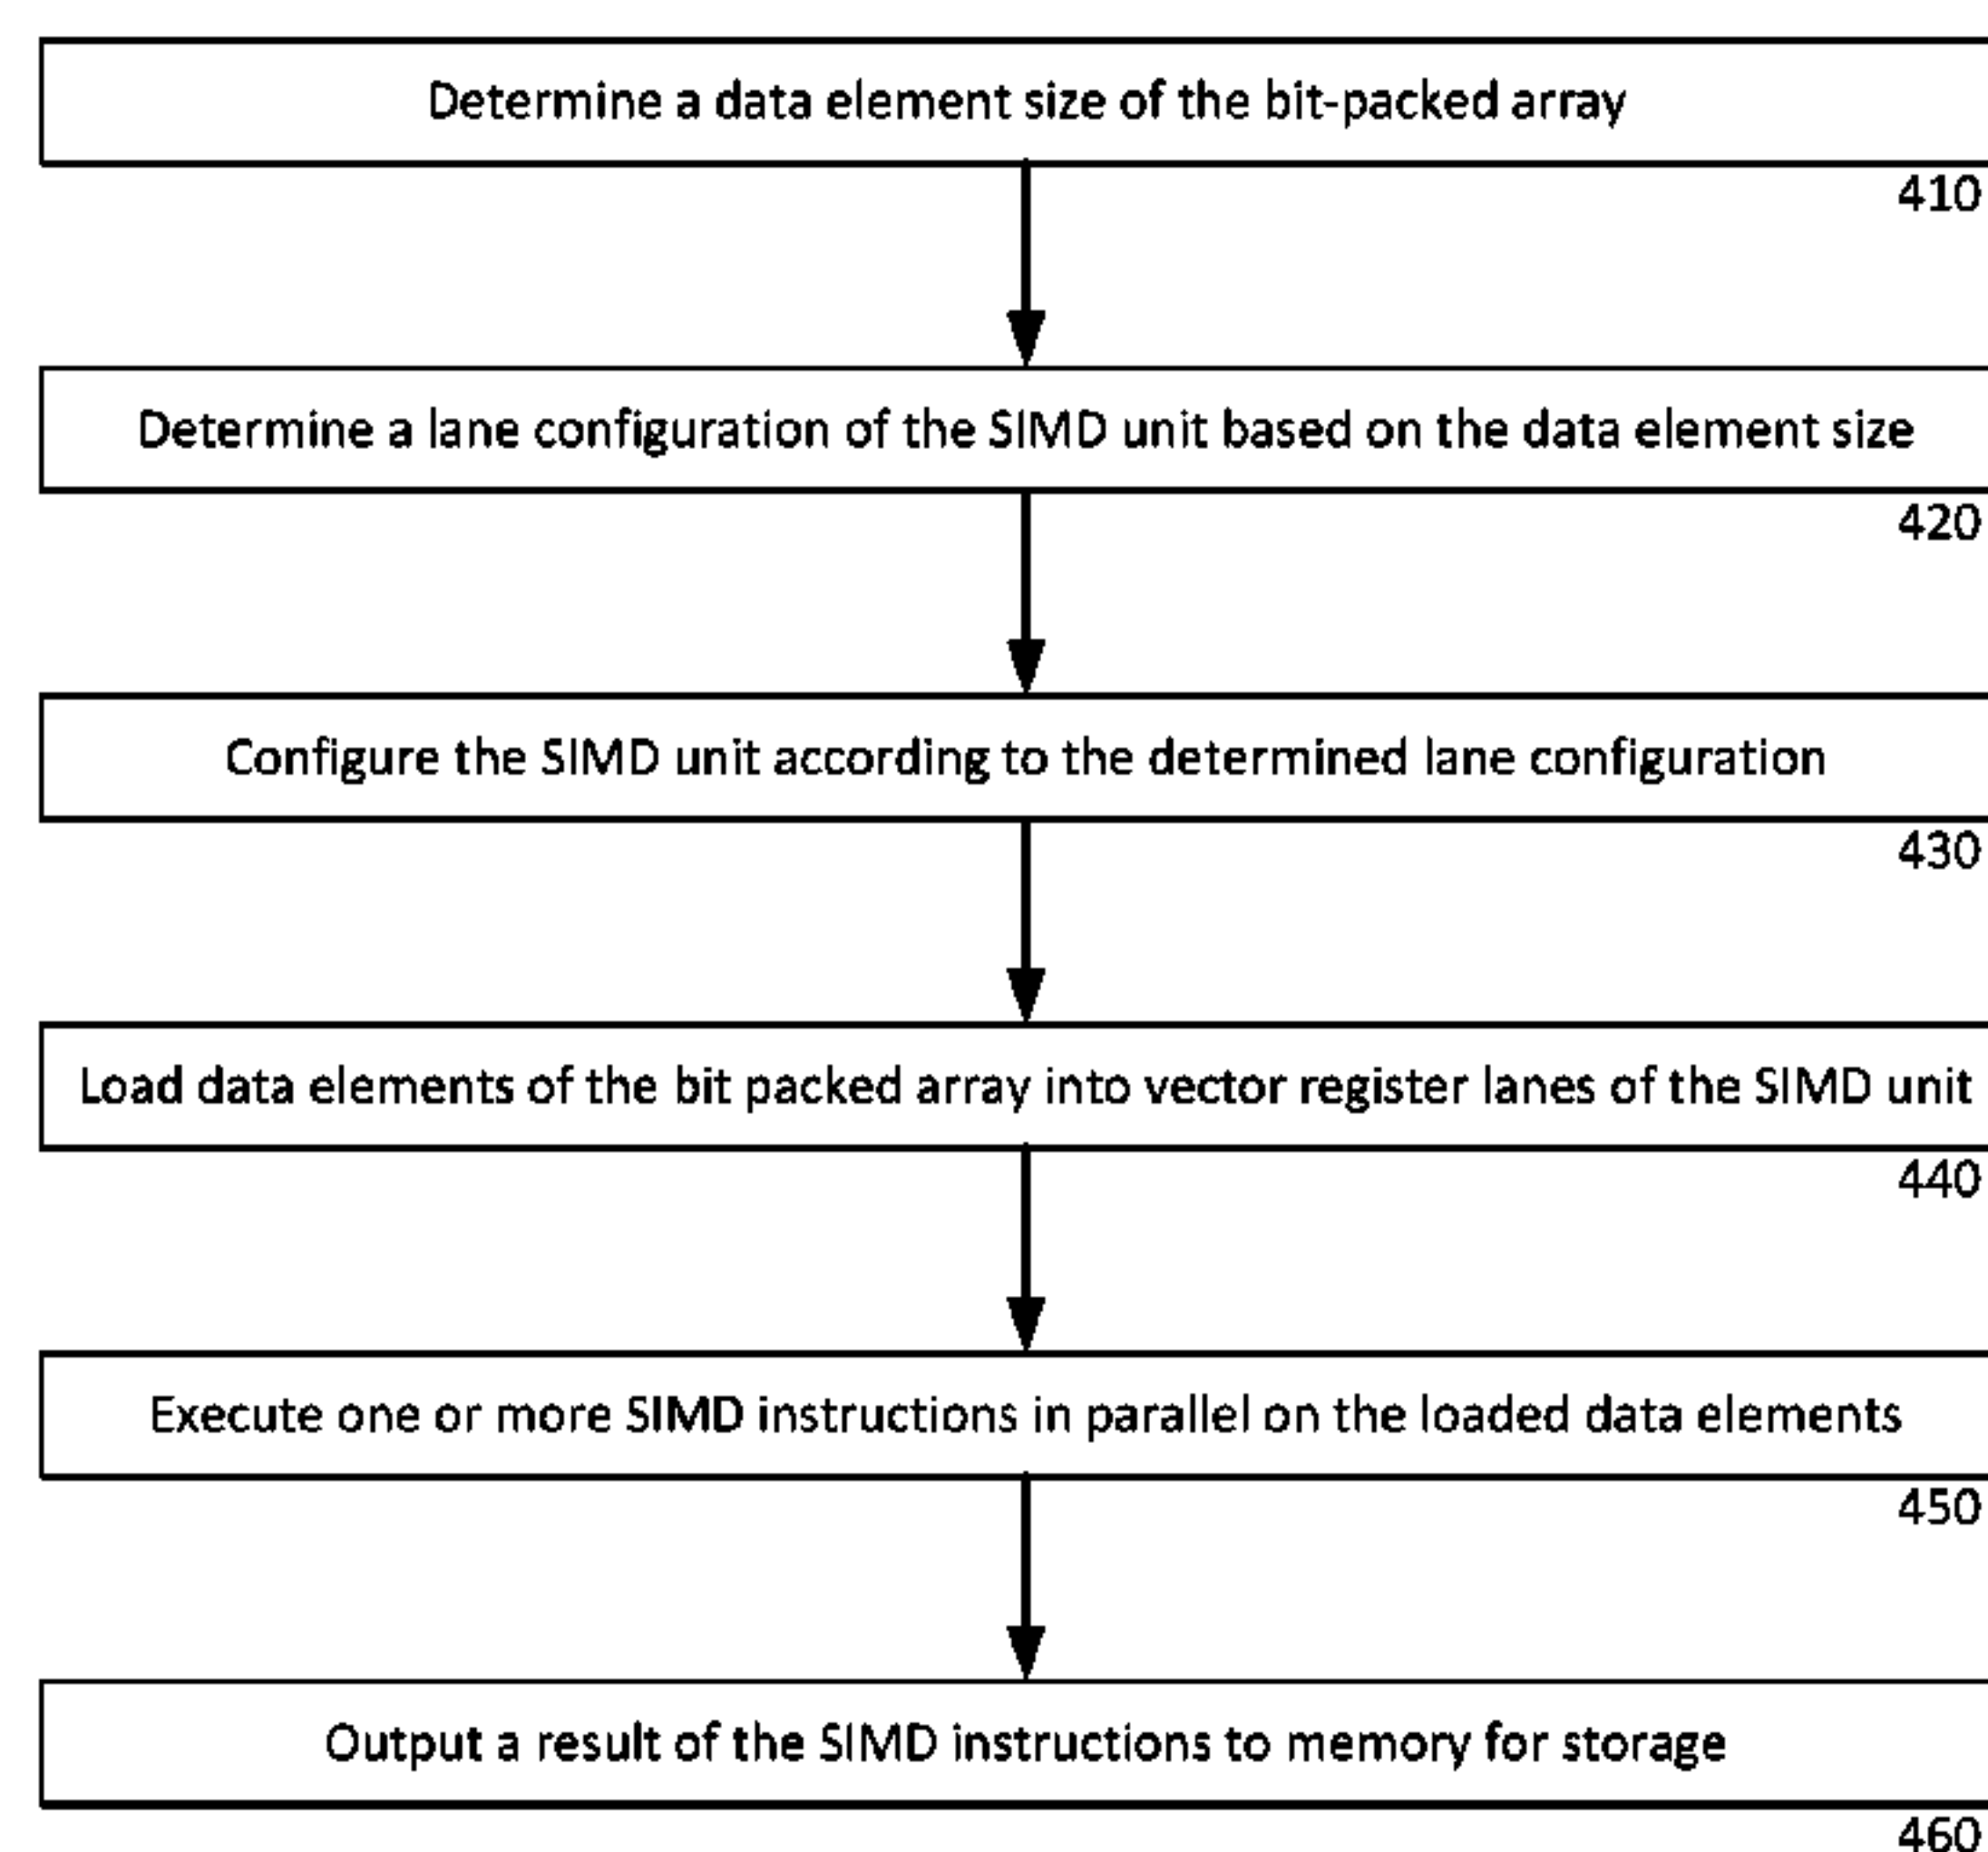 Determine a data element size of the bit-packed array
410
Determine a lane configuration of the SIMD unit based on the data element size
420
Configure the SIMD unit according to the determined lane configuration
430
Load data elements of the bit packed array into vector register lanes of the SIMD unit
440
Execute one or more SIMD instructions in parallel on the loaded data elements
450
Output a result of the SIMD instructions to memory for storage
460